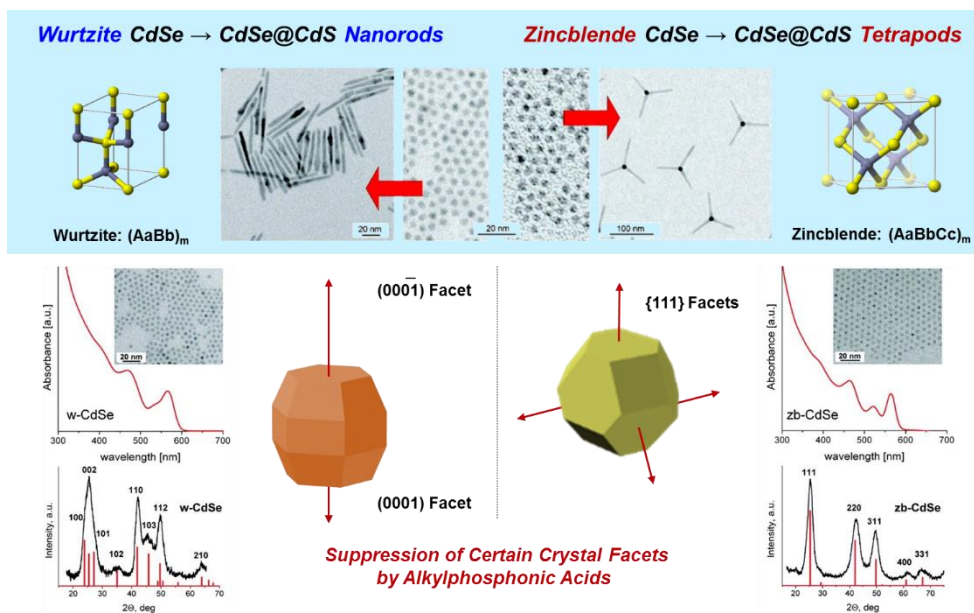 Wurtzite CdSe → CdSe@CdS Nanorods
Zincblende CdSe → CdSe@CdS Tetrapods
20 nm
20 nm
100 nm
Wurtzite: (AaBb)m
Zincblende: (AaBbCc)m
Absorbance [a.u.]
20 nm
w-CdSe
300 400 500 600 700
wavelength [nm]
(0001̄) Facet
{111} Facets
Absorbance [a.u.]
20 nm
zb-CdSe
300 400 500 600 700
wavelength [nm]
Intensity, a.u.
002
100
101
102
110
103
112
210
w-CdSe
20 30 40 50 60 70
2Θ, deg
(0001) Facet
Suppression of Certain Crystal Facets
by Alkylphosphonic Acids
Intensity, a.u.
111
220
311
400
331
zb-CdSe
20 30 40 50 60 70
2Θ, deg